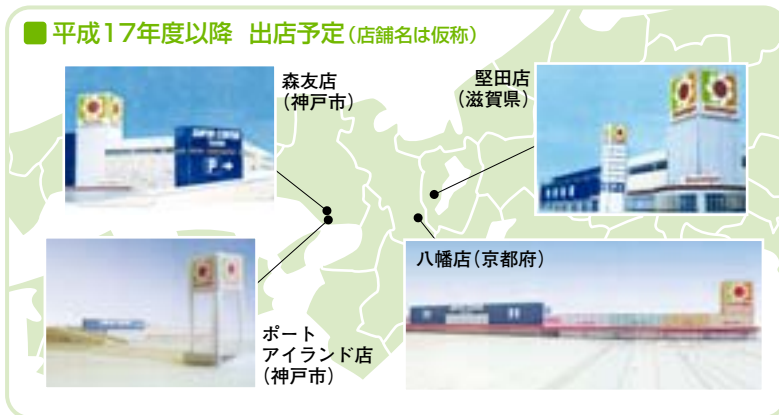 ■平成17年度以降 出店予定(店舗名は仮称)
森友店
(神戸市)
堅田店
(滋賀県)
八幡店(京都府)
ポート
アイランド店
(神戸市)
P→